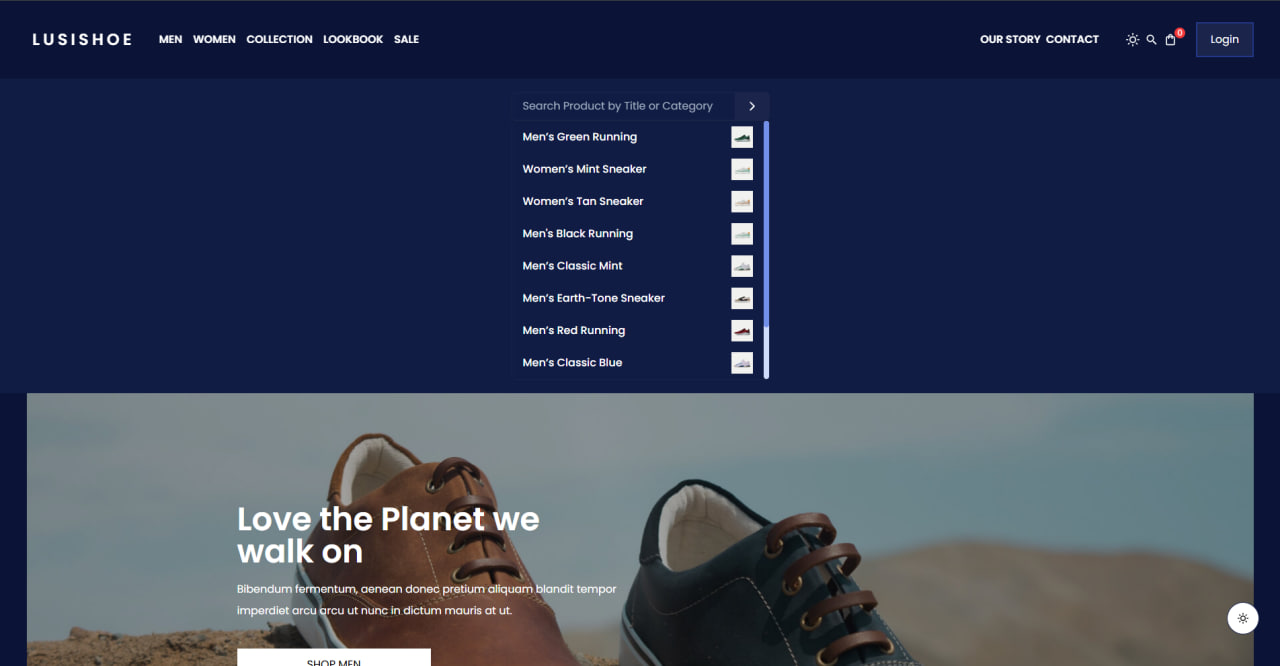 LUSISHOE MEN WOMEN COLLECTION LOOKBOOK SALE OUR STORY CONTACT 0 Login
Search Product by Title or Category
Men’s Green Running
Women’s Mint Sneaker
Women’s Tan Sneaker
Men's Black Running
Men’s Classic Mint
Men’s Earth-Tone Sneaker
Men’s Red Running
Men’s Classic Blue
Love the Planet we
walk on
Bibendum fermentum, aenean donec pretium aliquam blandit tempor
imperdiet arcu arcu ut nunc in dictum mauris at ut.
SHOP MEN